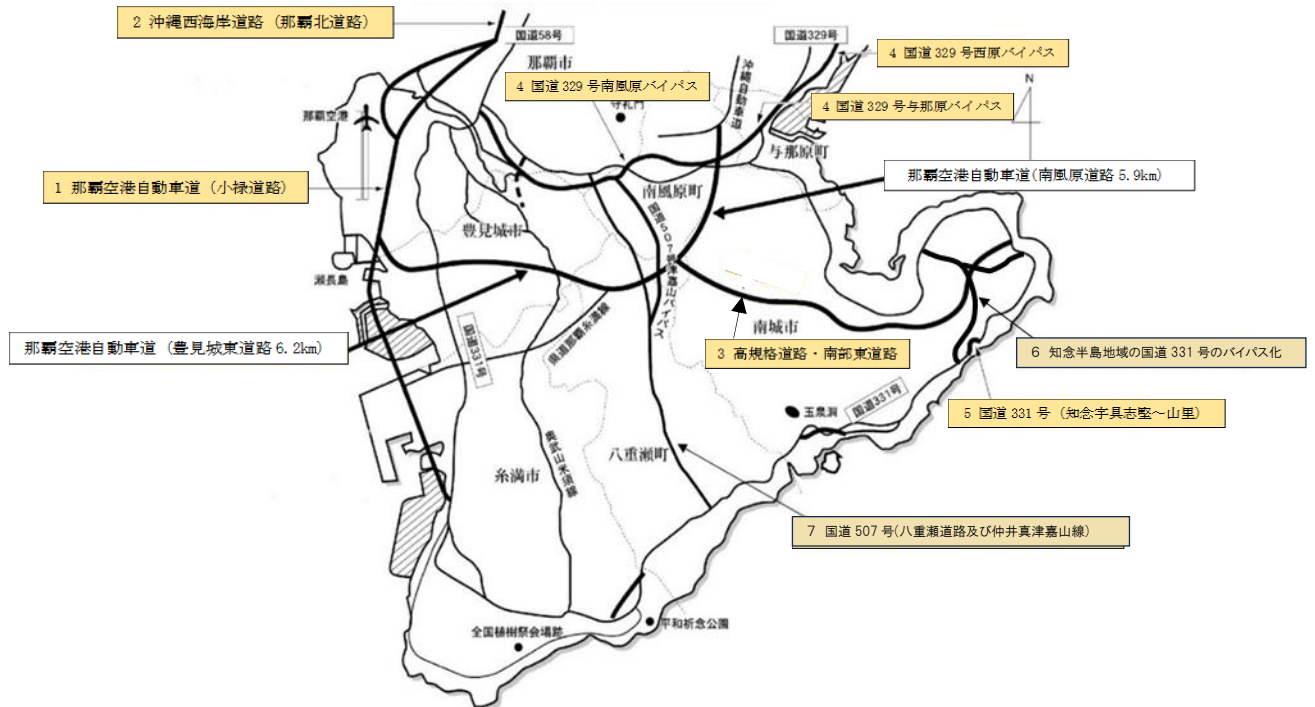 2 沖縄西海岸道路（那覇北道路）
国道58号
国道329号
那覇市
4 国道 329 号西原バイパス
4 国道 329 号南風原バイパス
沖縄自動車道
N
守礼門
4 国道 329 号与那原バイパス
那覇空港
与那原町
那覇空港自動車道(南風原道路 5.9km)
1 那覇空港自動車道（小禄道路）
南風原町
国道507号津嘉山バイパス
豊見城市
瀬長島
南城市
県道那覇糸満線
国道331号
那覇空港自動車道（豊見城東道路 6.2km）
3 高規格道路・南部東道路
6 知念半島地域の国道 331 号のバイパス化
国道331号
玉泉洞
5 国道 331 号（知念字具志堅～山里）
八重瀬町
糸満市
7 国道 507 号(八重瀬道路及び仲井真津嘉山線)
平和祈念公園
全国植樹祭会場跡